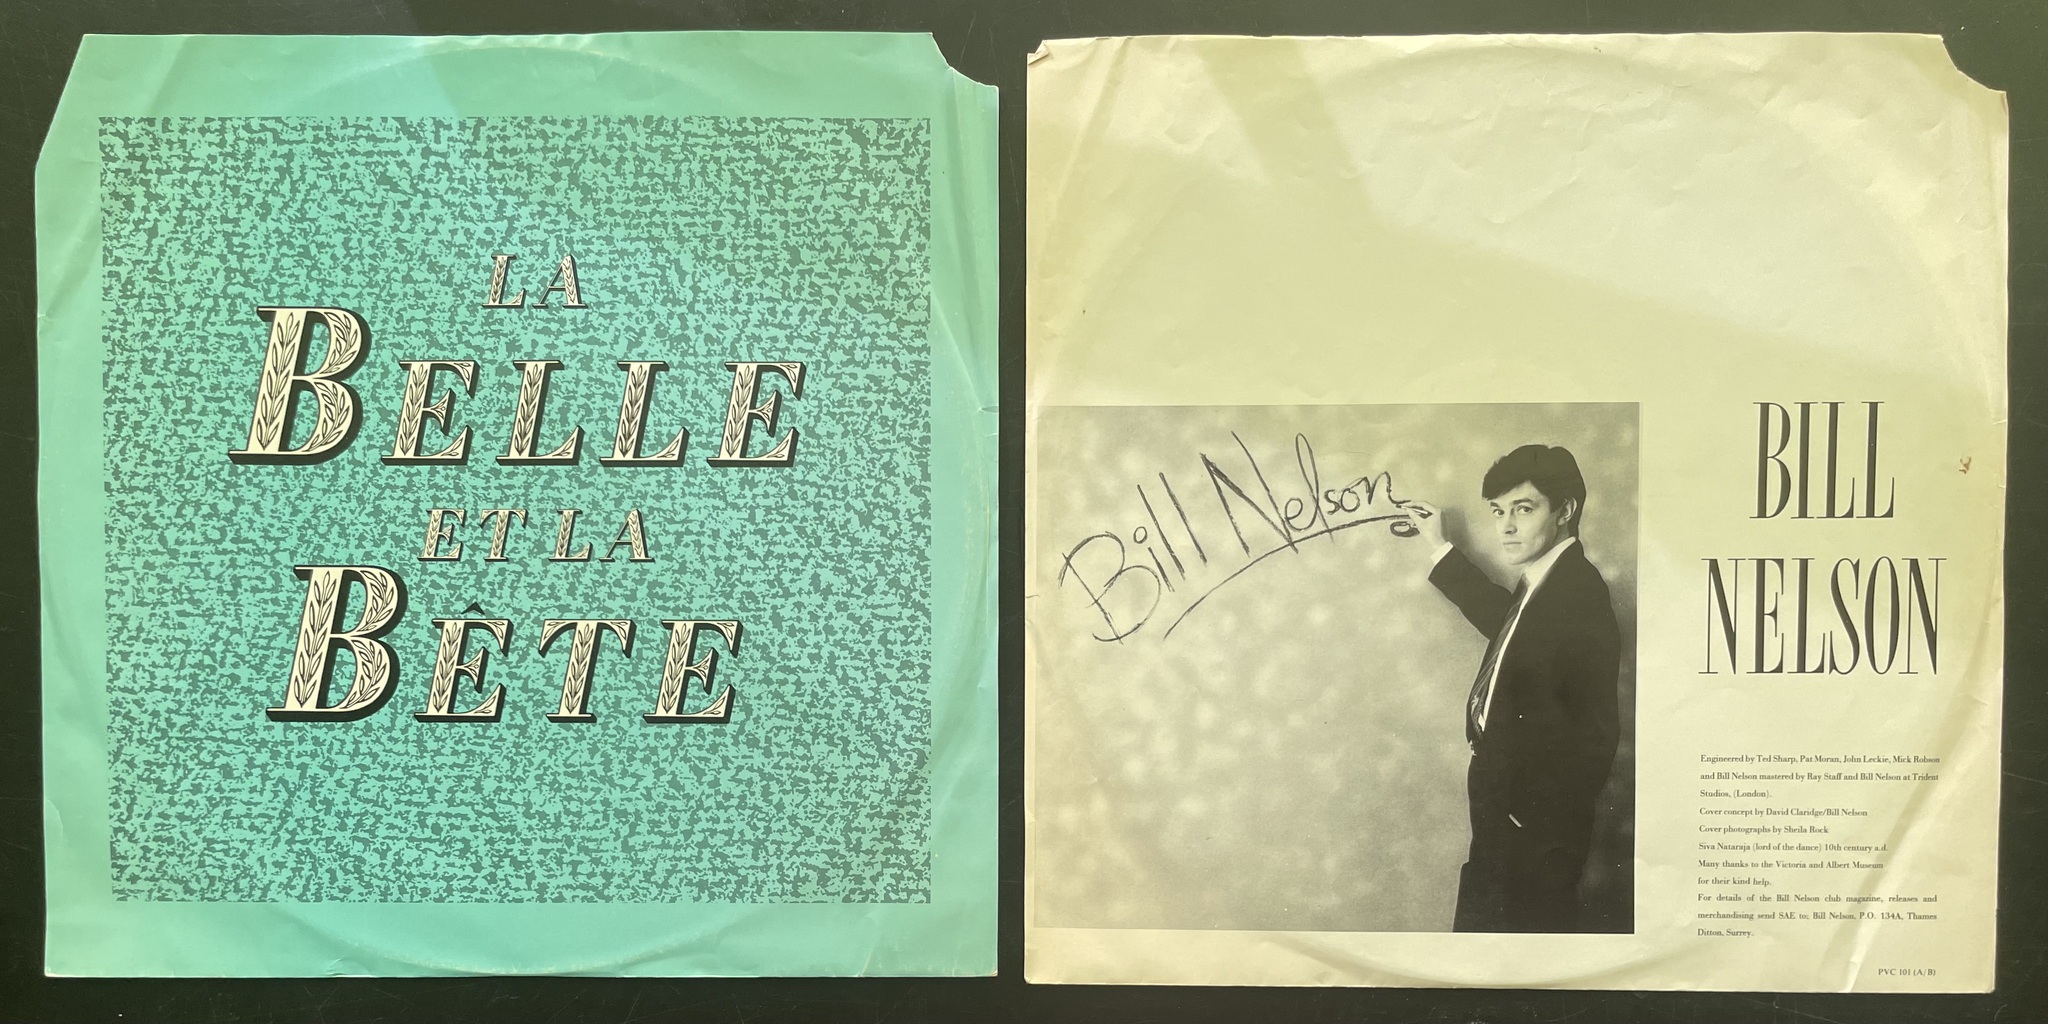 LA
BELLE
ET LA
BÊTE
Bill Nelson
BILL
NELSON
Engineered by Ted Sharp, Pat Moran, John Leckie, Mick Robson
and Bill Nelson mastered by Ray Staff and Bill Nelson at Trident
Studios, (London).
Cover concept by David Claridge/Bill Nelson
Cover photographs by Sheila Rock
Siva Nataraja (lord of the dance) 10th century a.d.
Many thanks to the Victoria and Albert Museum
for their kind help.
For details of the Bill Nelson club magazine, releases and
merchandising send SAE to; Bill Nelson, P.O. 134A, Thames
Ditton, Surrey.
PVC 101 (A/B)